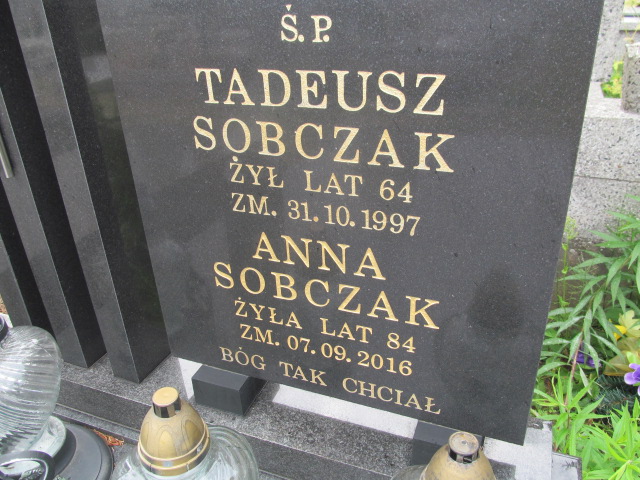 Ś.P.
TADEUSZ
SOBCZAK
ŻYŁ LAT 64
ZM. 31.10.1997
ANNA
SOBCZAK
ŻYŁA LAT 84
ZM. 07.09.2016
BÓG TAK CHCIAŁ